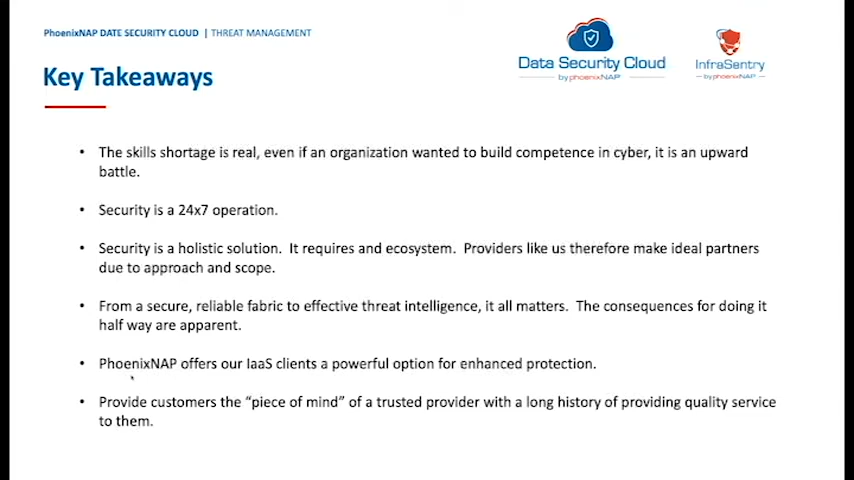 PhoenixNAP DATE SECURITY CLOUD | THREAT MANAGEMENT
Key Takeaways
Data Security Cloud
by phoenixNAP
InfraSentry
by phoenixNAP
• The skills shortage is real, even if an organization wanted to build competence in cyber, it is an upward
battle.
• Security is a 24x7 operation.
• Security is a holistic solution. It requires and ecosystem. Providers like us therefore make ideal partners
due to approach and scope.
• From a secure, reliable fabric to effective threat intelligence, it all matters. The consequences for doing it
half way are apparent.
• PhoenixNAP offers our IaaS clients a powerful option for enhanced protection.
• Provide customers the “piece of mind” of a trusted provider with a long history of providing quality service
to them.